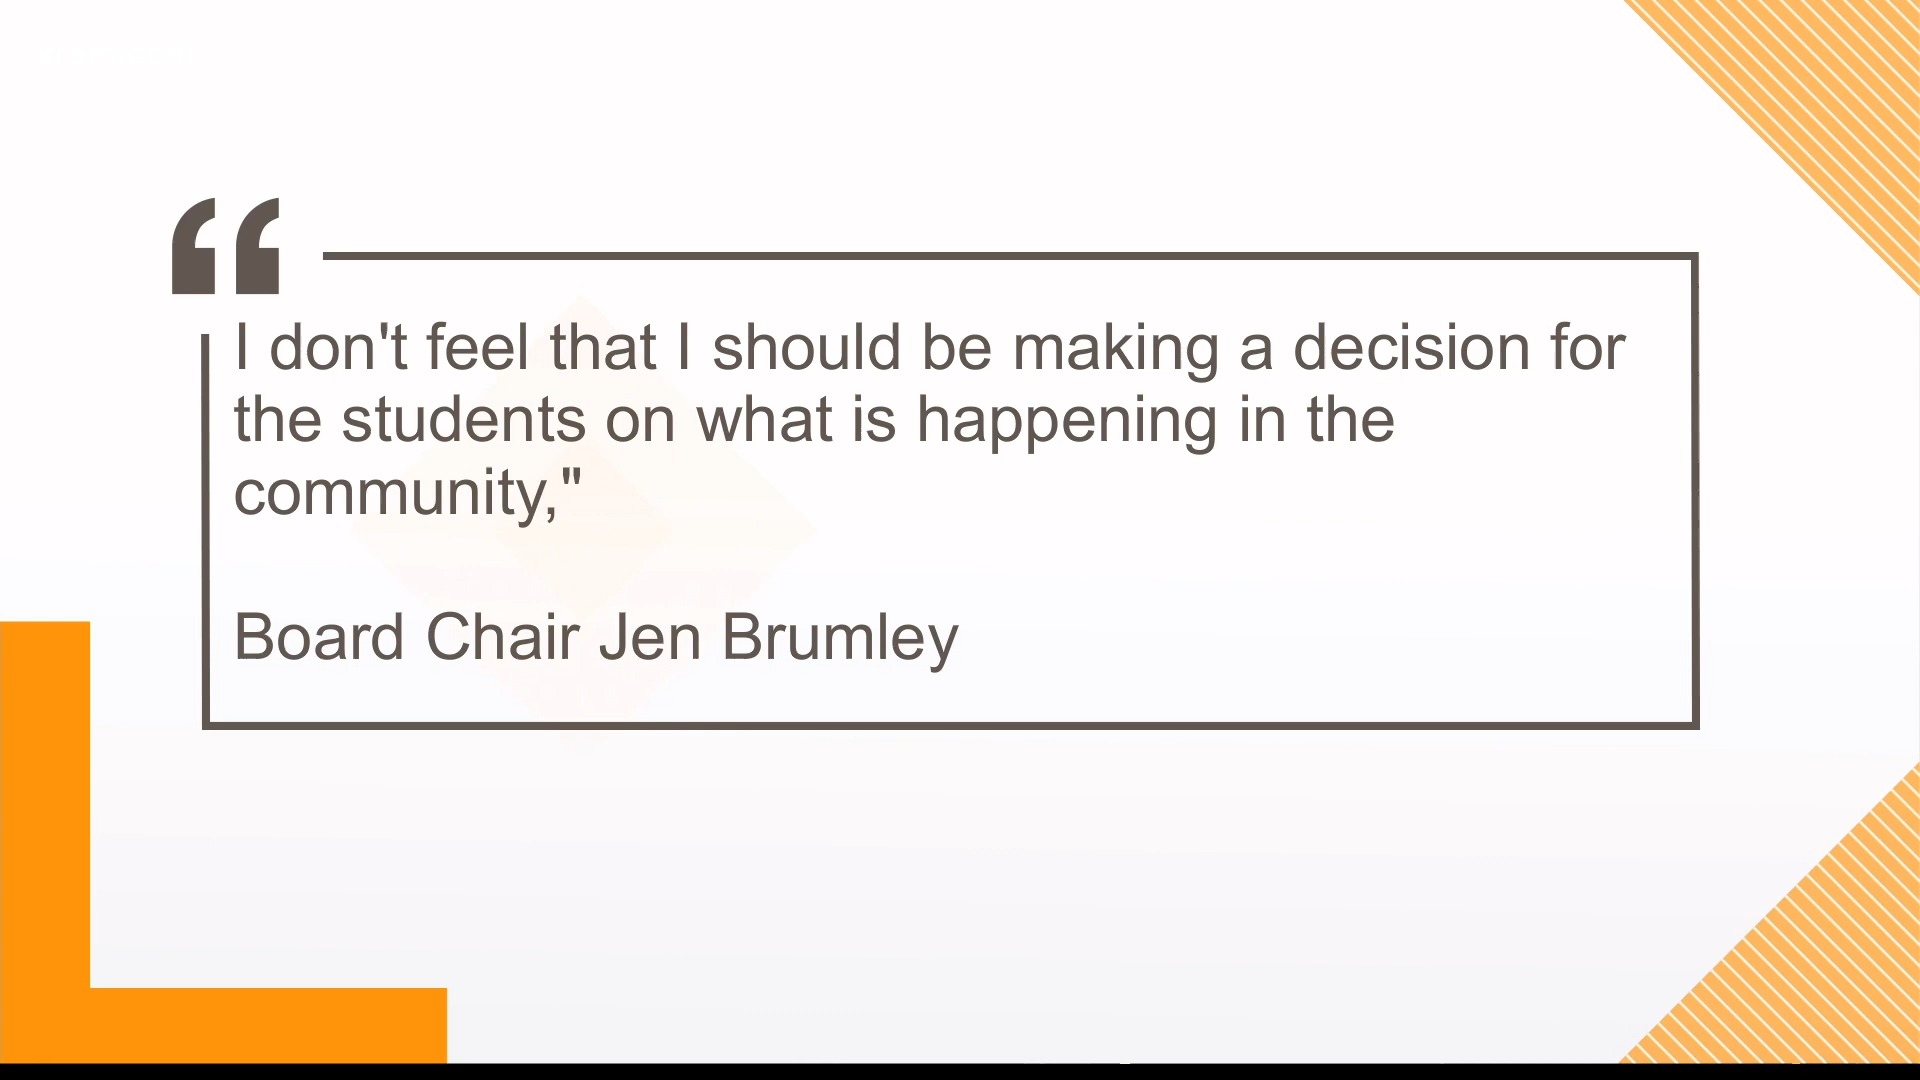 I don't feel that I should be making a decision for
the students on what is happening in the
community,"
Board Chair Jen Brumley